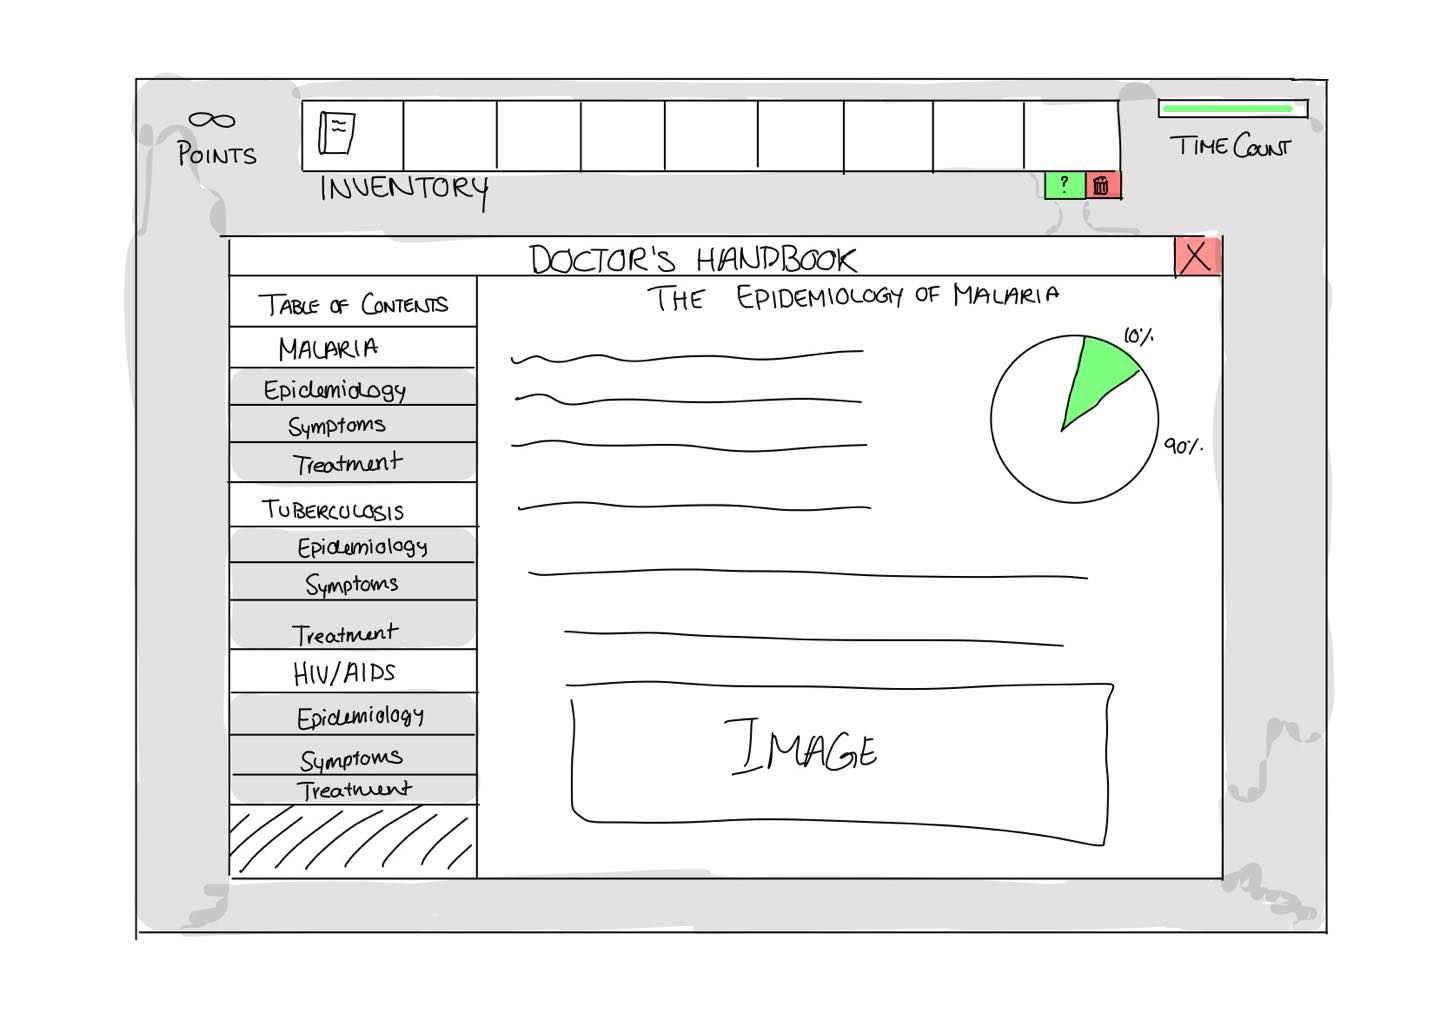 ∞
POINTS
INVENTORY
?
TIME COUNT
DOCTOR'S HANDBOOK
X
TABLE OF CONTENTS
MALARIA
Epidemiology
Symptoms
Treatment
TUBERCULOSIS
Epidemiology
Symptoms
Treatment
HIV/AIDS
Epidemiology
Symptoms
Treatment
THE EPIDEMIOLOGY OF MALARIA
10%
90%
IMAGE